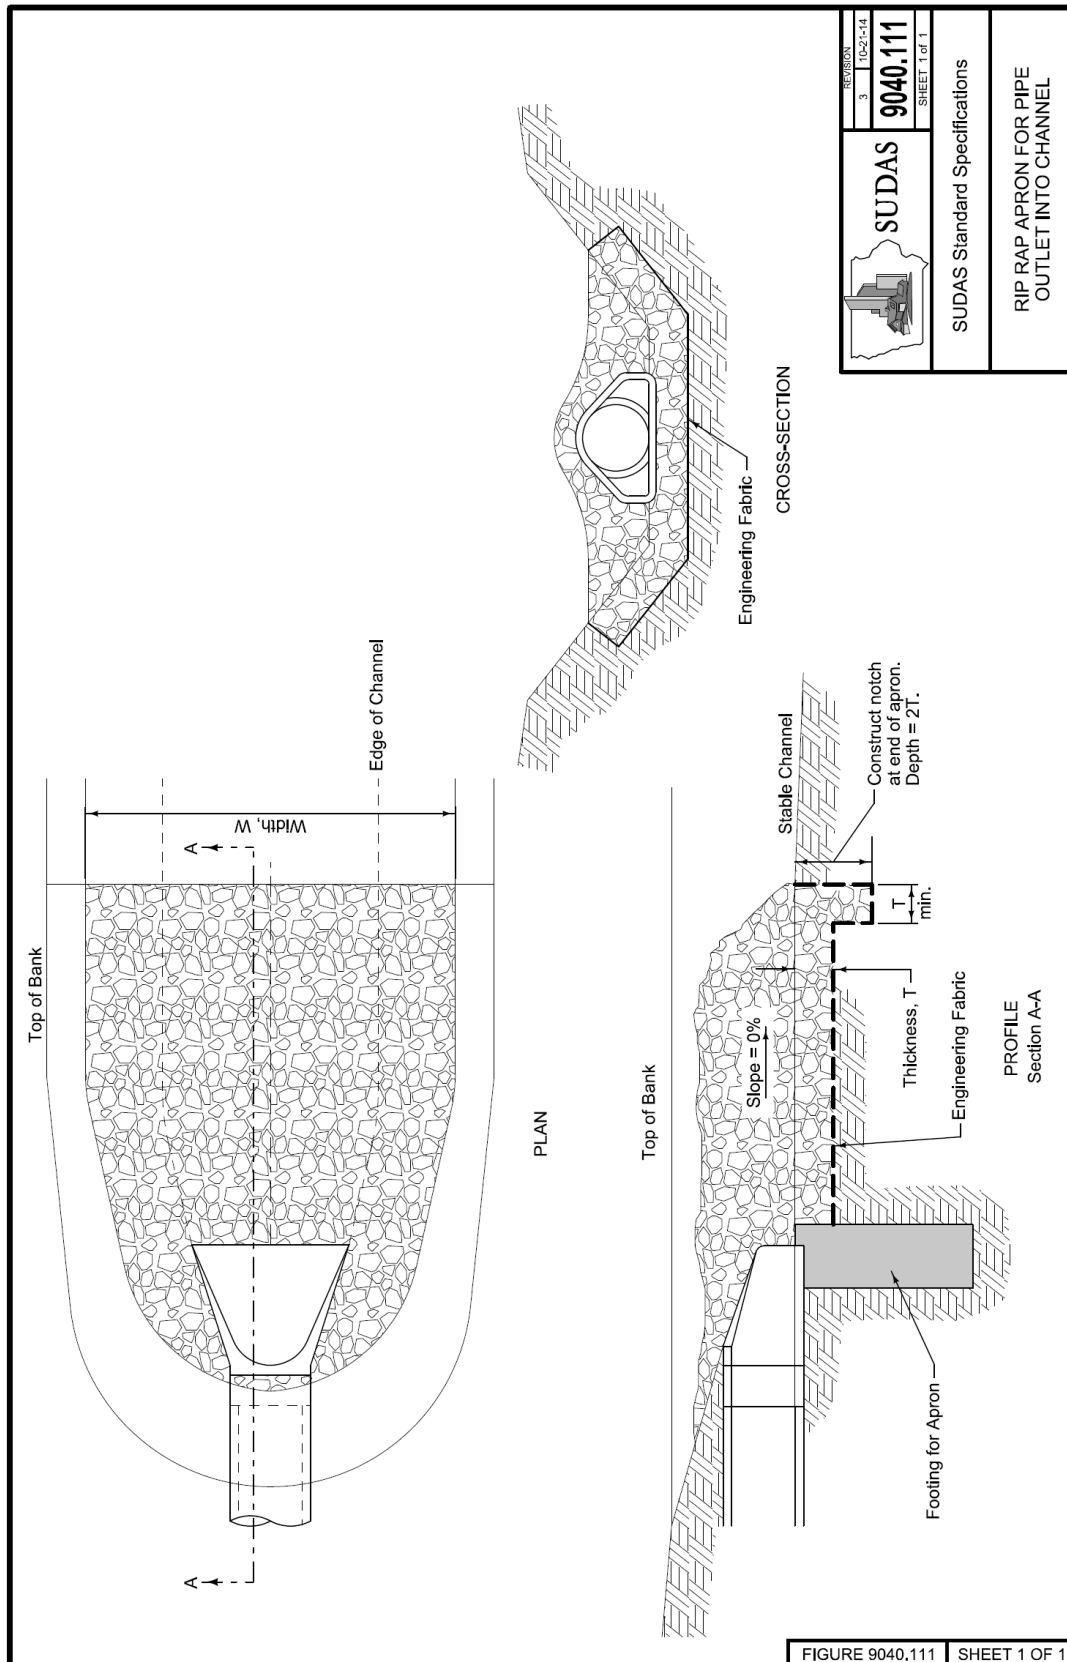 Top of Bank
A
A
Width, W
Edge of Channel
PLAN
Engineering Fabric
CROSS-SECTION
Top of Bank
Slope = 0%
Stable Channel
Construct notch
at end of apron.
Depth = 2T.
T
min.
Thickness, T
Engineering Fabric
Footing for Apron
PROFILE
Section A-A
SUDAS
REVISION
3 10-21-14
9040.111
SHEET 1 of 1
SUDAS Standard Specifications
RIP RAP APRON FOR PIPE
OUTLET INTO CHANNEL
FIGURE 9040.111 SHEET 1 OF 1